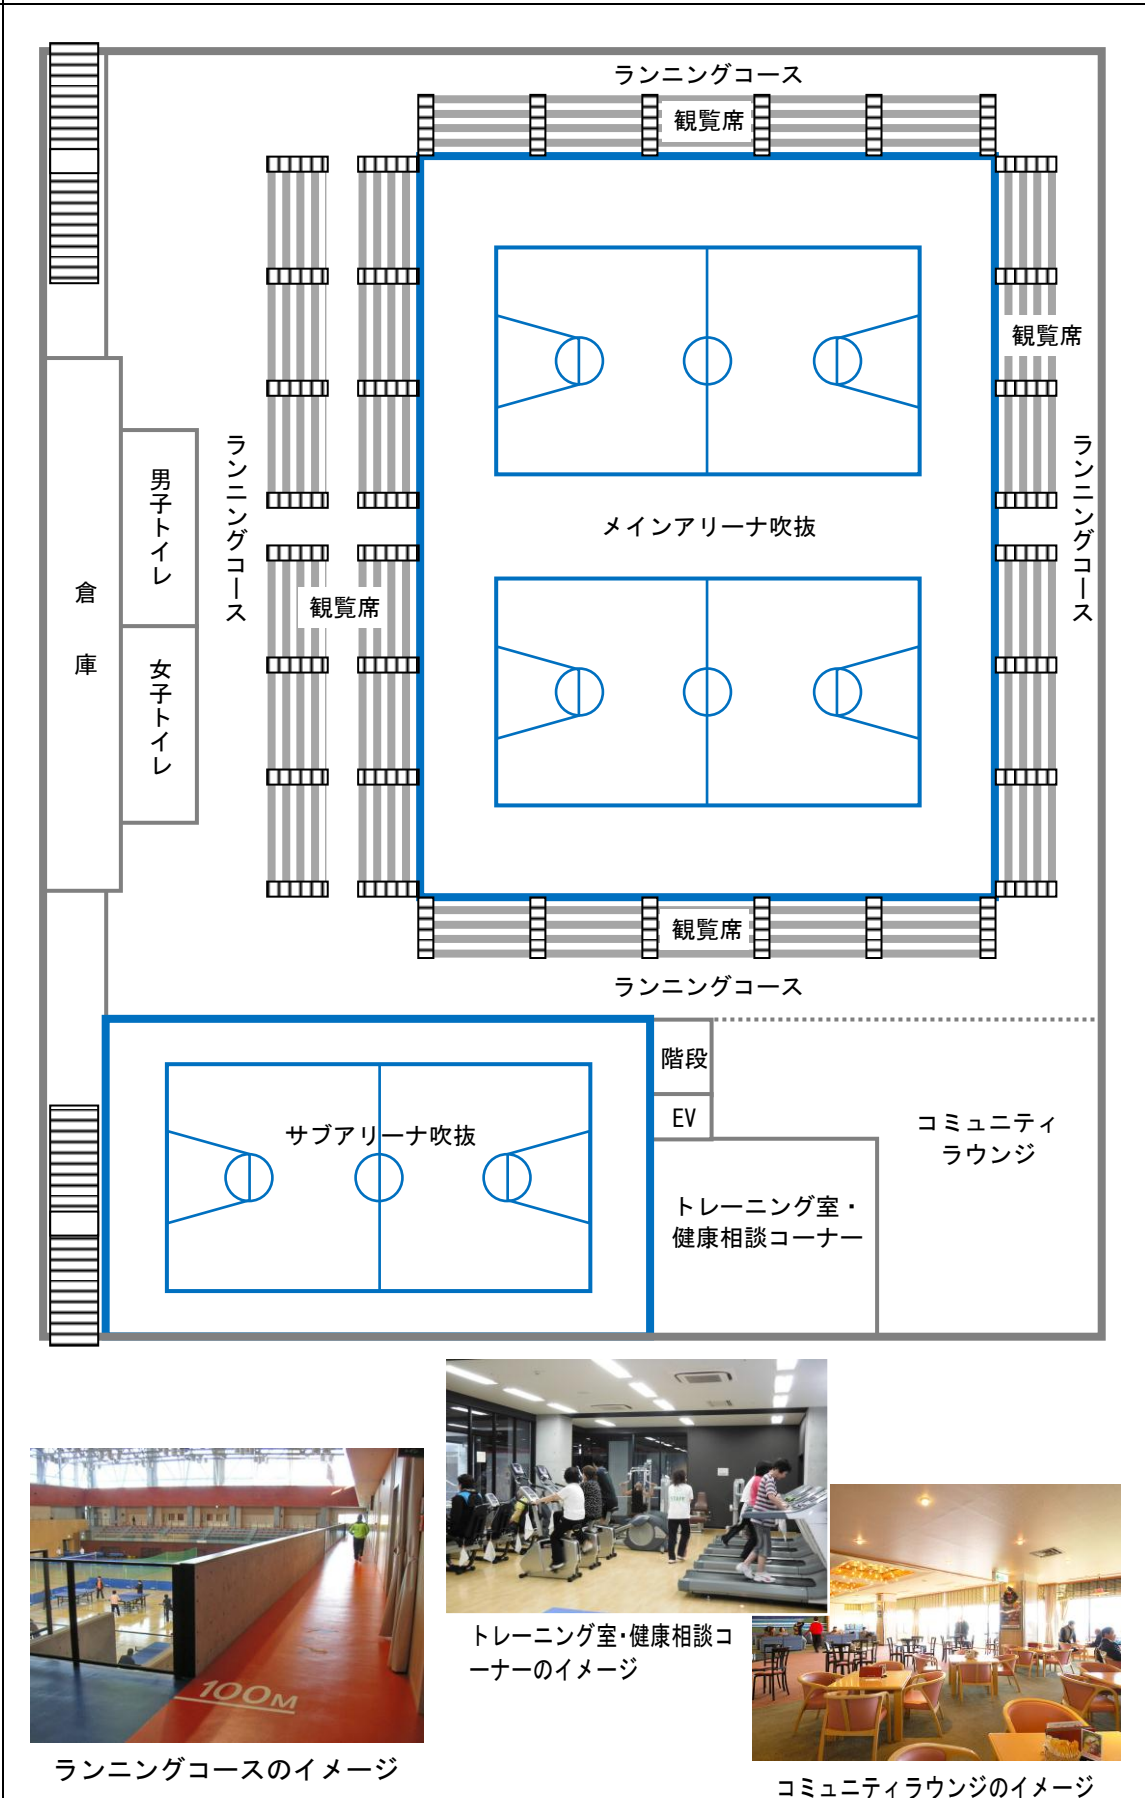 ランニングコース
観覧席
観覧席
ランニングコース
ランニングコース
男子トイレ
メインアリーナ吹抜
倉庫
観覧席
女子トイレ
観覧席
ランニングコース
階段
EV
サブアリーナ吹抜
コミュニティ
ラウンジ
トレーニング室・
健康相談コーナー
100M
トレーニング室・健康相談コ
ーナーのイメージ
ランニングコースのイメージ
コミュニティラウンジのイメージ